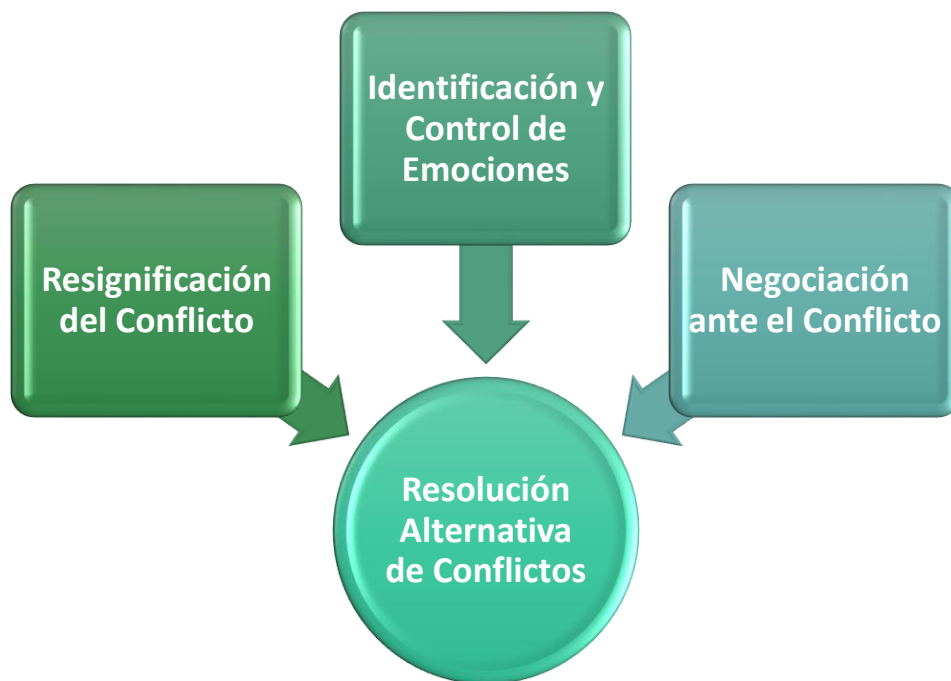 Identificación y
Control de
Emociones
Resignificación
del Conflicto
Negociación
ante el Conflicto
Resolución
Alternativa
de Conflictos